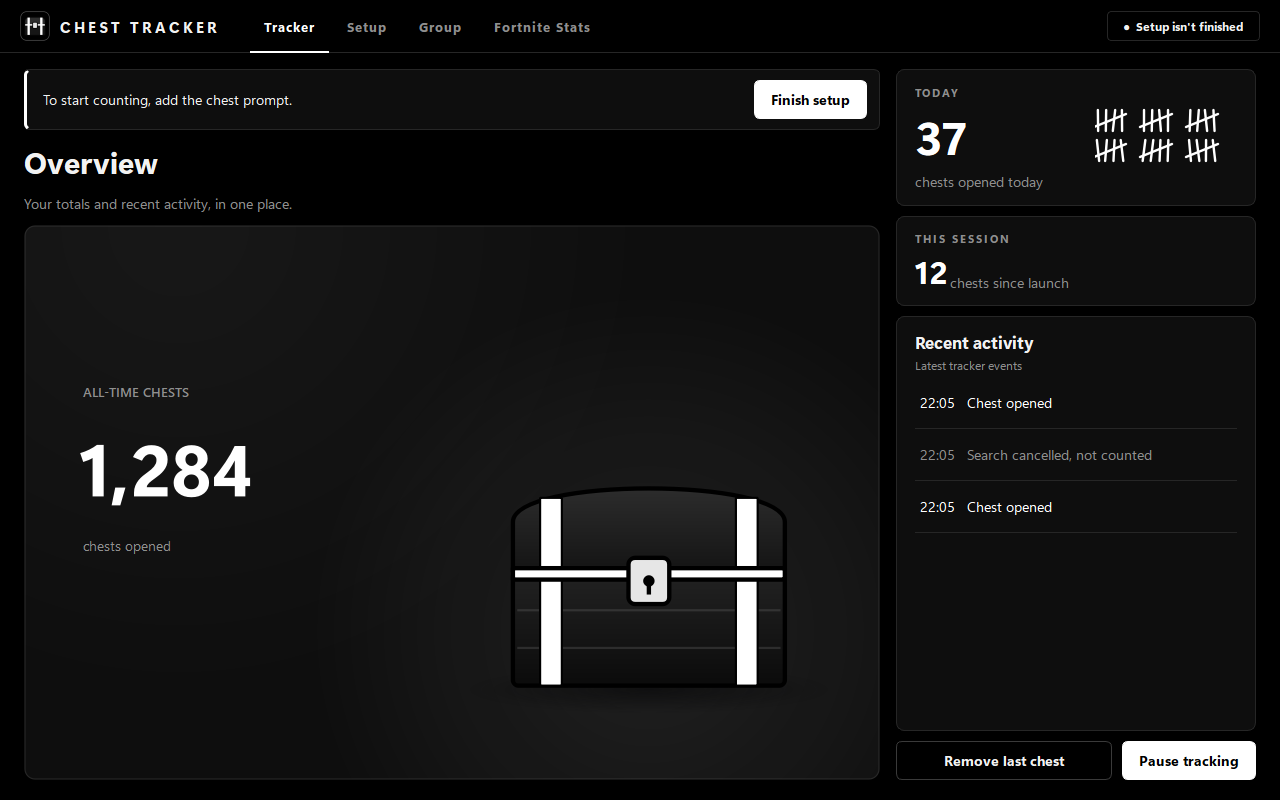 CHEST TRACKER
Tracker
Setup
Group
Fortnite Stats
● Setup isn't finished
To start counting, add the chest prompt.
Finish setup
Overview
Your totals and recent activity, in one place.
ALL-TIME CHESTS
1,284
chests opened
TODAY
37
chests opened today
THIS SESSION
12 chests since launch
Recent activity
Latest tracker events
22:05 Chest opened
22:05 Search cancelled, not counted
22:05 Chest opened
Remove last chest
Pause tracking